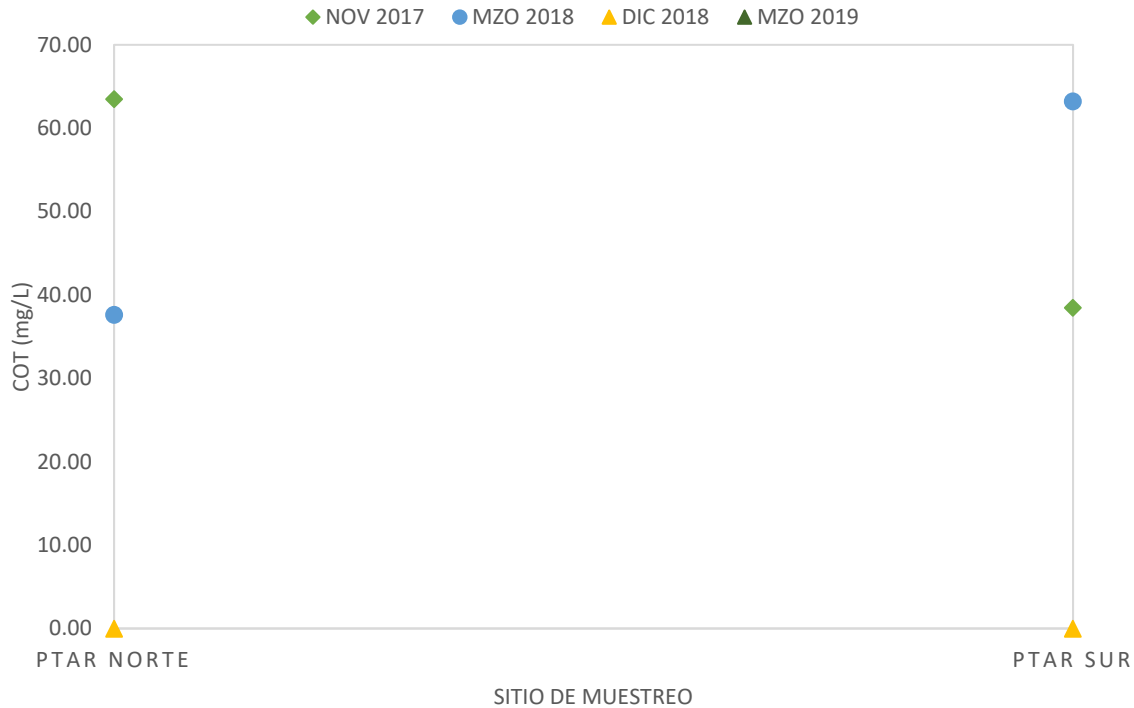 NOV 2017 MZO 2018 DIC 2018 MZO 2019
70.00
60.00
50.00
40.00
30.00
20.00
10.00
0.00
COT (mg/L)
PTAR NORTE PTAR SUR
SITIO DE MUESTREO